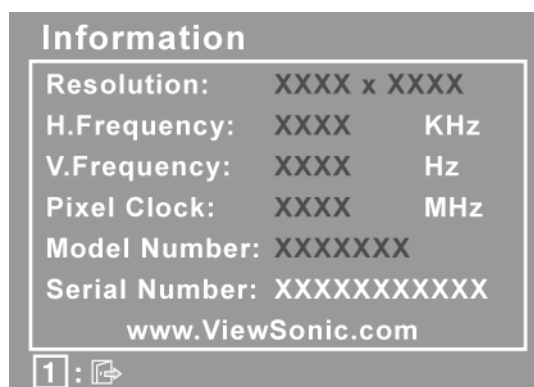 Information
Resolution: XXXX x XXXX
H.Frequency: XXXX KHz
V.Frequency: XXXX Hz
Pixel Clock: XXXX MHz
Model Number: XXXXXXX
Serial Number: XXXXXXXXXXX
www.ViewSonic.com
1 :